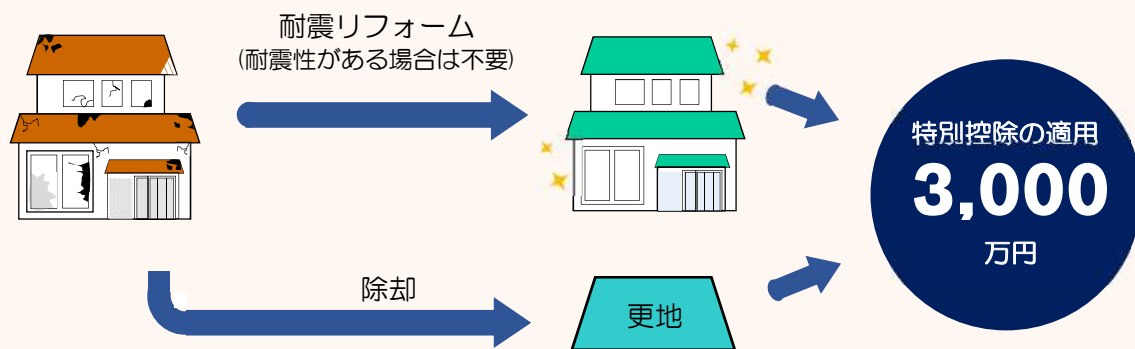 耐震リフォーム
(耐震性がある場合は不要)
特別控除の適用
3,000
万円
除却
更地